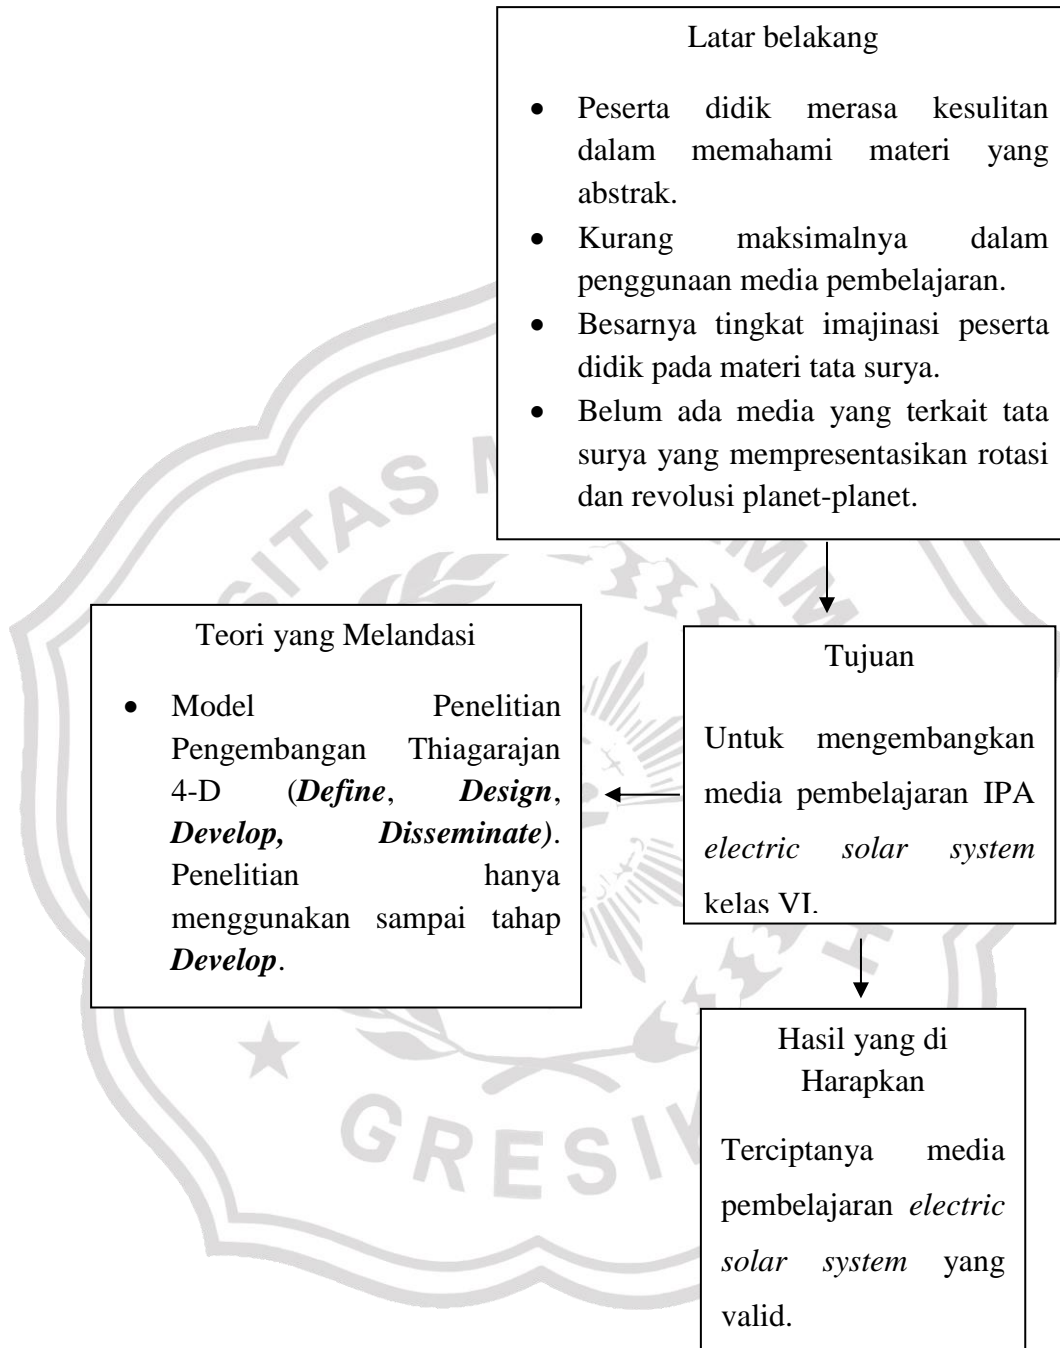 Latar belakang
• Peserta didik merasa kesulitan
dalam memahami materi yang
abstrak.
• Kurang maksimalnya dalam
penggunaan media pembelajaran.
• Besarnya tingkat imajinasi peserta
didik pada materi tata surya.
• Belum ada media yang terkait tata
surya yang mempresentasikan rotasi
dan revolusi planet-planet.
Teori yang Melandasi
• Model Penelitian
Pengembangan Thiagarajan
4-D (Define, Design,
Develop, Disseminate).
Penelitian hanya
menggunakan sampai tahap
Develop.
Tujuan
Untuk mengembangkan
media pembelajaran IPA
electric solar system
kelas VI.
Hasil yang di
Harapkan
Terciptanya media
pembelajaran electric
solar system yang
valid.
GRESIK